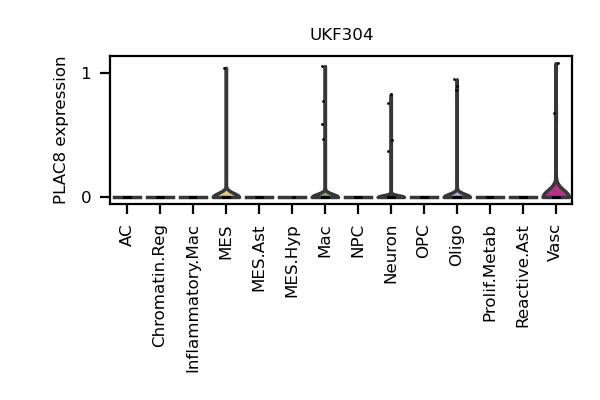 UKF304
PLAC8 expression
1
0
AC
Chromatin.Reg
Inflammatory.Mac
MES
MES.Ast
MES.Hyp
Mac
NPC
Neuron
OPC
Oligo
Prolif.Metab
Reactive.Ast
Vasc